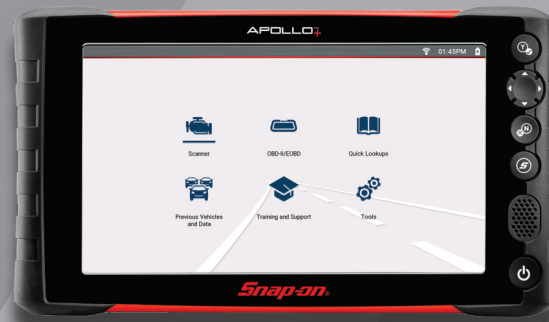 APOLLO+
01:45PM
Scanner
OBD-II/EOBD
Quick Lookups
Previous Vehicles
and Data
Training and Support
Tools
Y
N
S
Snap-on®